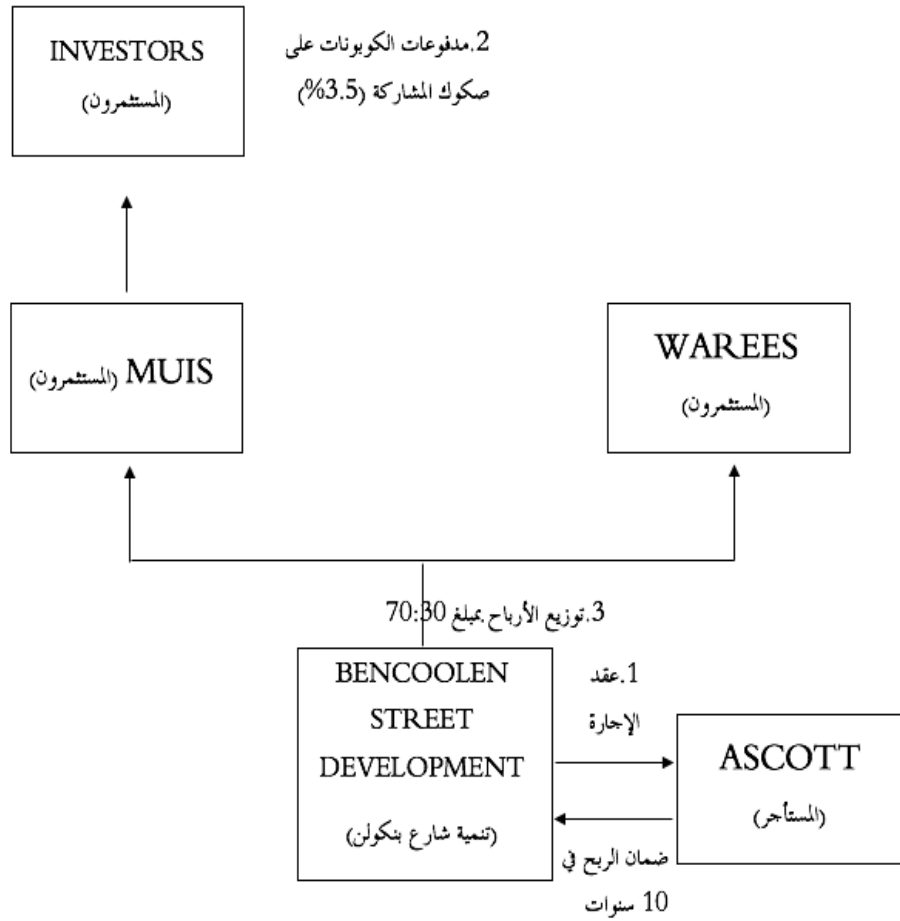 INVESTORS
(المستثمرون)
2.مدفوعات الكوبونات على
صكوك المشاركة (3.5%)
MUIS (المستثمرون)
WAREES
(المستثمرون)
3.توزيع الأرباح بمبلغ 70:30
BENCOOLEN
STREET
DEVELOPMENT
(تنمية شارع بنكولن)
1.عقد
الإجارة
ASCOTT
(المستأجر)
ضمان الربح في
10 سنوات